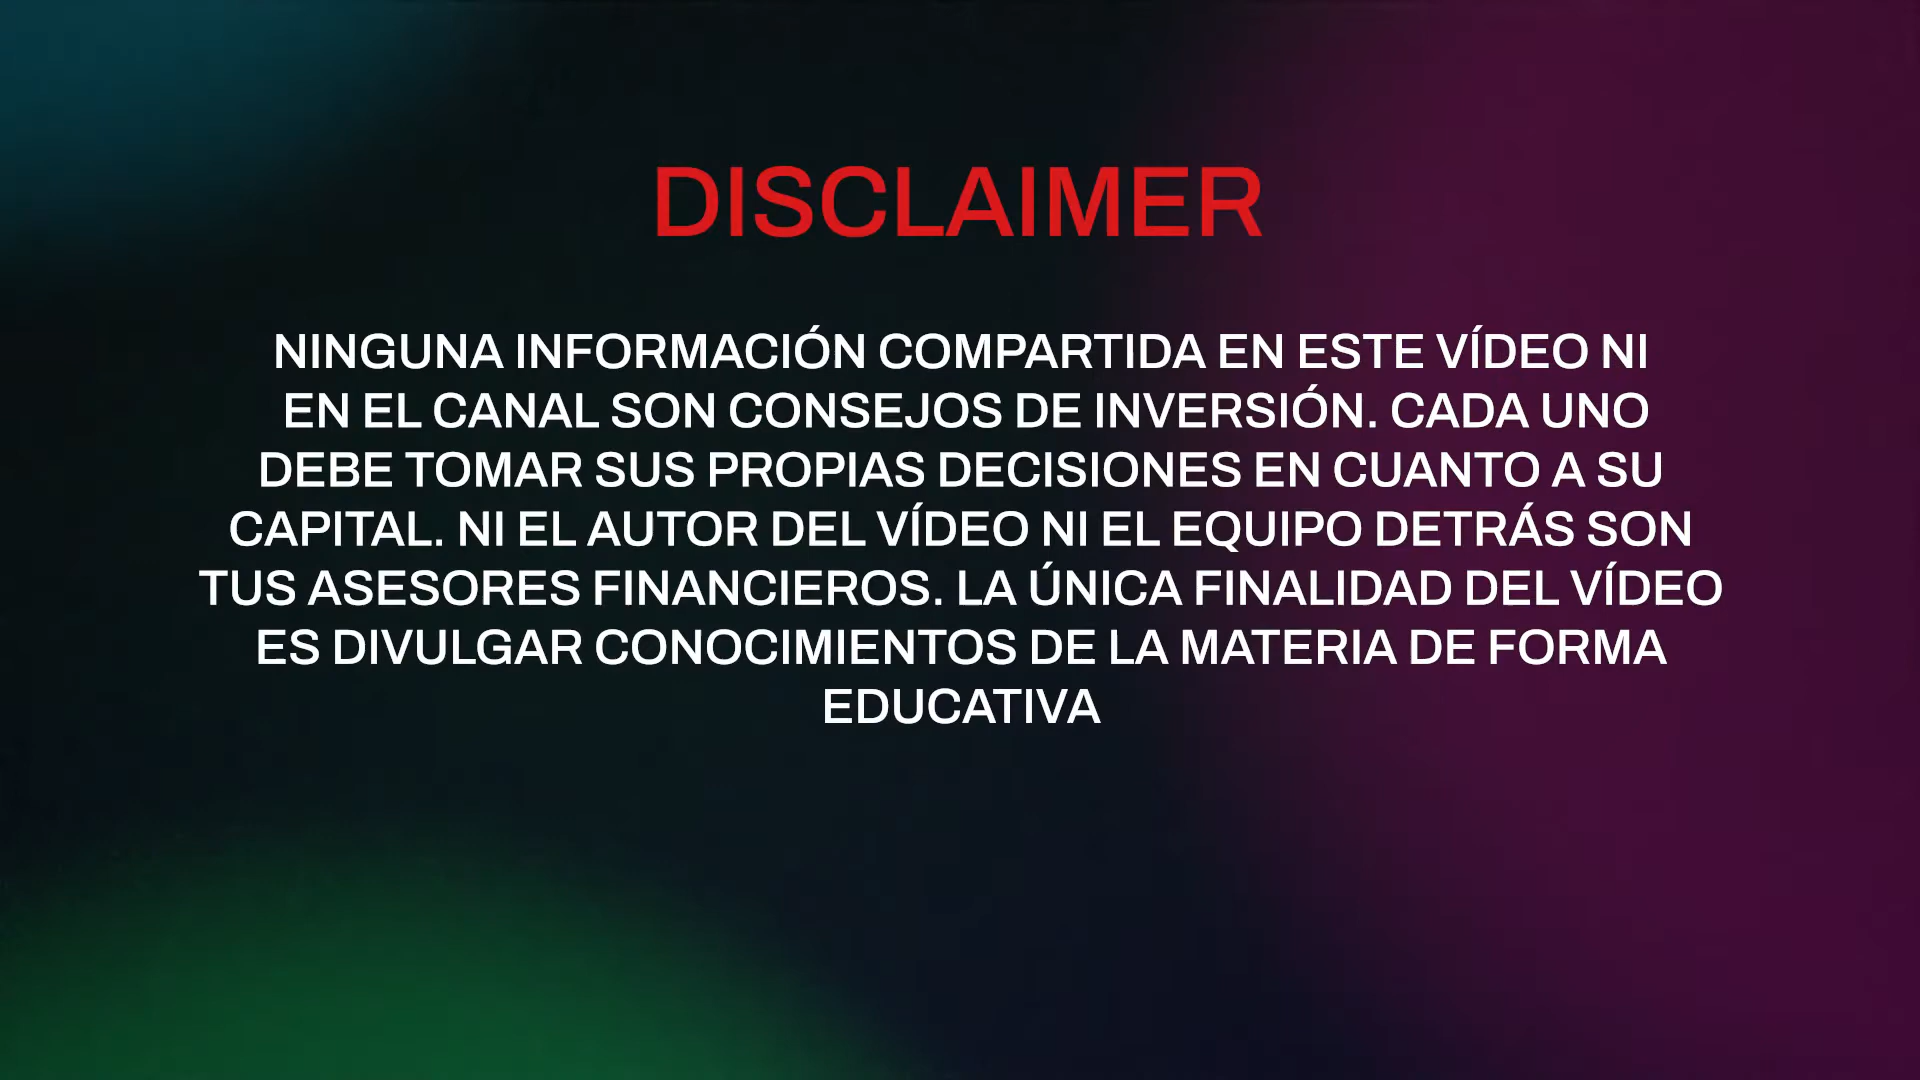 DISCLAIMER
NINGUNA INFORMACIÓN COMPARTIDA EN ESTE VÍDEO NI
EN EL CANAL SON CONSEJOS DE INVERSIÓN. CADA UNO
DEBE TOMAR SUS PROPIAS DECISIONES EN CUANTO A SU
CAPITAL. NI EL AUTOR DEL VÍDEO NI EL EQUIPO DETRÁS SON
TUS ASESORES FINANCIEROS. LA ÚNICA FINALIDAD DEL VÍDEO
ES DIVULGAR CONOCIMIENTOS DE LA MATERIA DE FORMA
EDUCATIVA